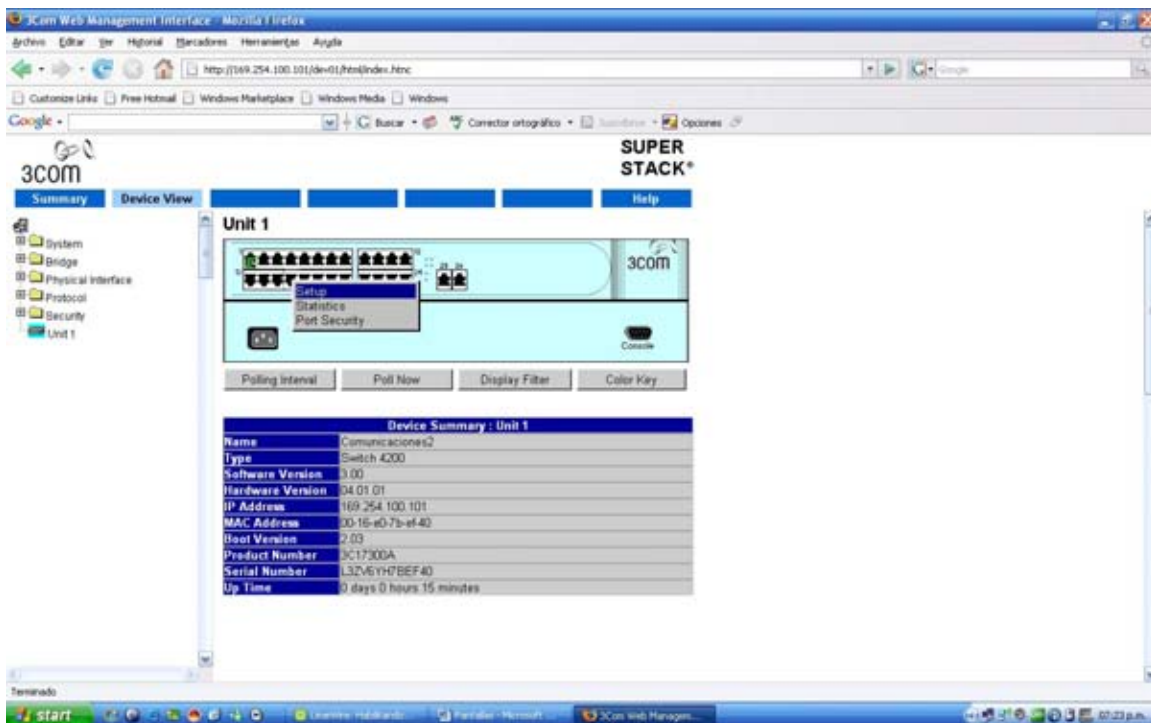 3Com Web Management Interface - Mozilla Firefox
Archivo Editar Ver Historial Marcadores Herramientas Ayuda
http://169.254.100.101/dev01/html/index.htnc
Google
Customize Links Free Hotmail Windows Marketplace Windows Media Windows
Google Buscar Corrector ortográfico Opciones
3COM
SUPER
STACK®
Summary Device View Help
System
Bridge
Physical Interface
Protocol
Security
Unit 1
Unit 1
3COM
Setup
Statistics
Port Security
Console
Polling Interval Poll Now Display Filter Color Key
Device Summary : Unit 1
Name Comunicaciones2
Type Switch 4200
Software Version 3.00
Hardware Version 04.01.01
IP Address 169.254.100.101
MAC Address 00-16-e0-7b-ef-40
Boot Version 2.03
Product Number 3C17300A
Serial Number L3ZV6YH7BEF40
Up Time 0 days 0 hours 15 minutes
Terminado
start Pantallas - Microsoft ... 3Com Web Managem... 07:23 p.m.